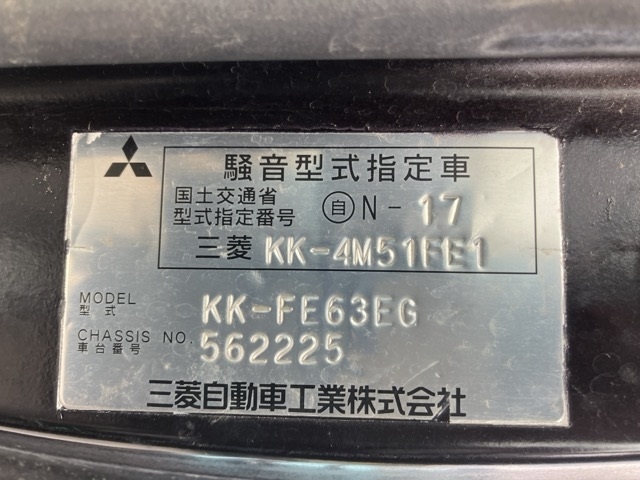 騒音型式指定車
国土交通省
型式指定番号 自N-17
三菱 KK-4M51FE1
MODEL
型式 KK-FE63EG
CHASSIS NO.
車台番号 562225
三菱自動車工業株式会社